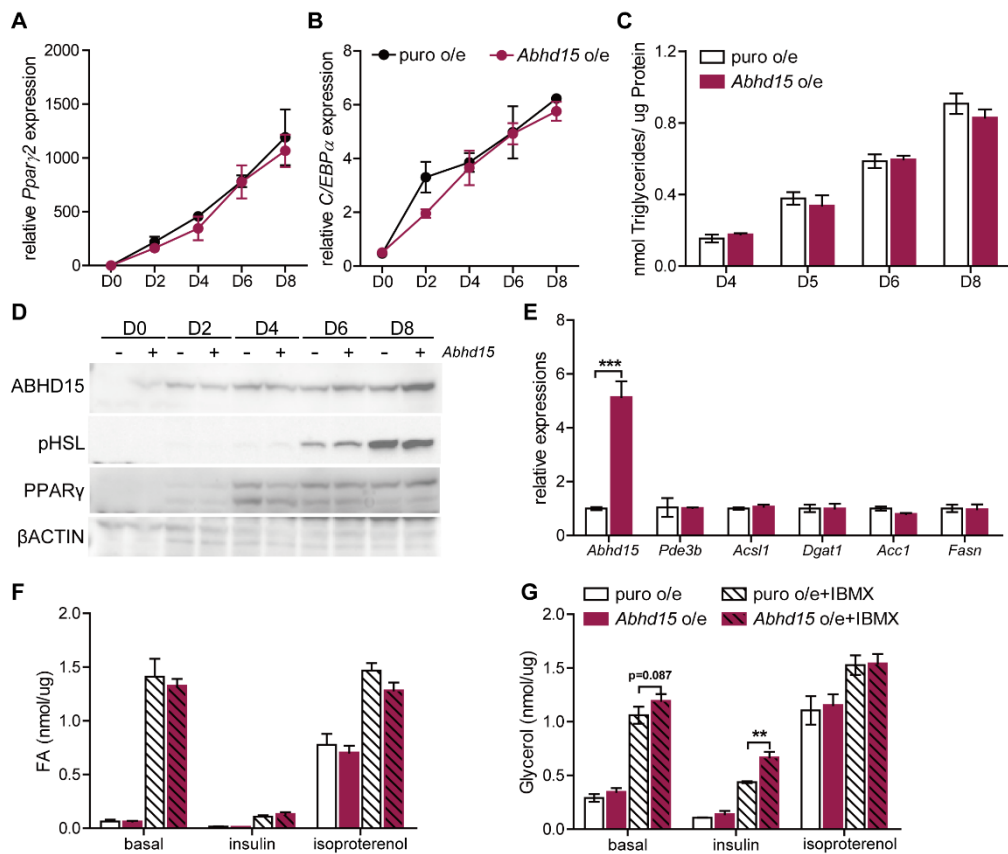 A
relative Pparγ2 expression
2000
1500
1000
500
0
D0 D2 D4 D6 D8
B
relative C/EBPα expression
8
6
4
2
0
puro o/e
Abhd15 o/e
D0 D2 D4 D6 D8
C
nmol Triglycerides/ ug Protein
1.2
0.8
0.4
0.0
puro o/e
Abhd15 o/e
D4 D5 D6 D8
D
D0 D2 D4 D6 D8
- + - + - + - + - + Abhd15
ABHD15
pHSL
PPARγ
βACTIN
E
relative expressions
8
6
4
2
0
***
Abhd15 Pde3b Acsl1 Dgat1 Acc1 Fasn
F
FA (nmol/ug)
2.0
1.5
1.0
0.5
0.0
basal insulin isoproterenol
G
puro o/e
puro o/e+IBMX
Abhd15 o/e
Abhd15 o/e+IBMX
Glycerol (nmol/ug)
2.0
1.5
1.0
0.5
0.0
p=0.087
**
basal insulin isoproterenol